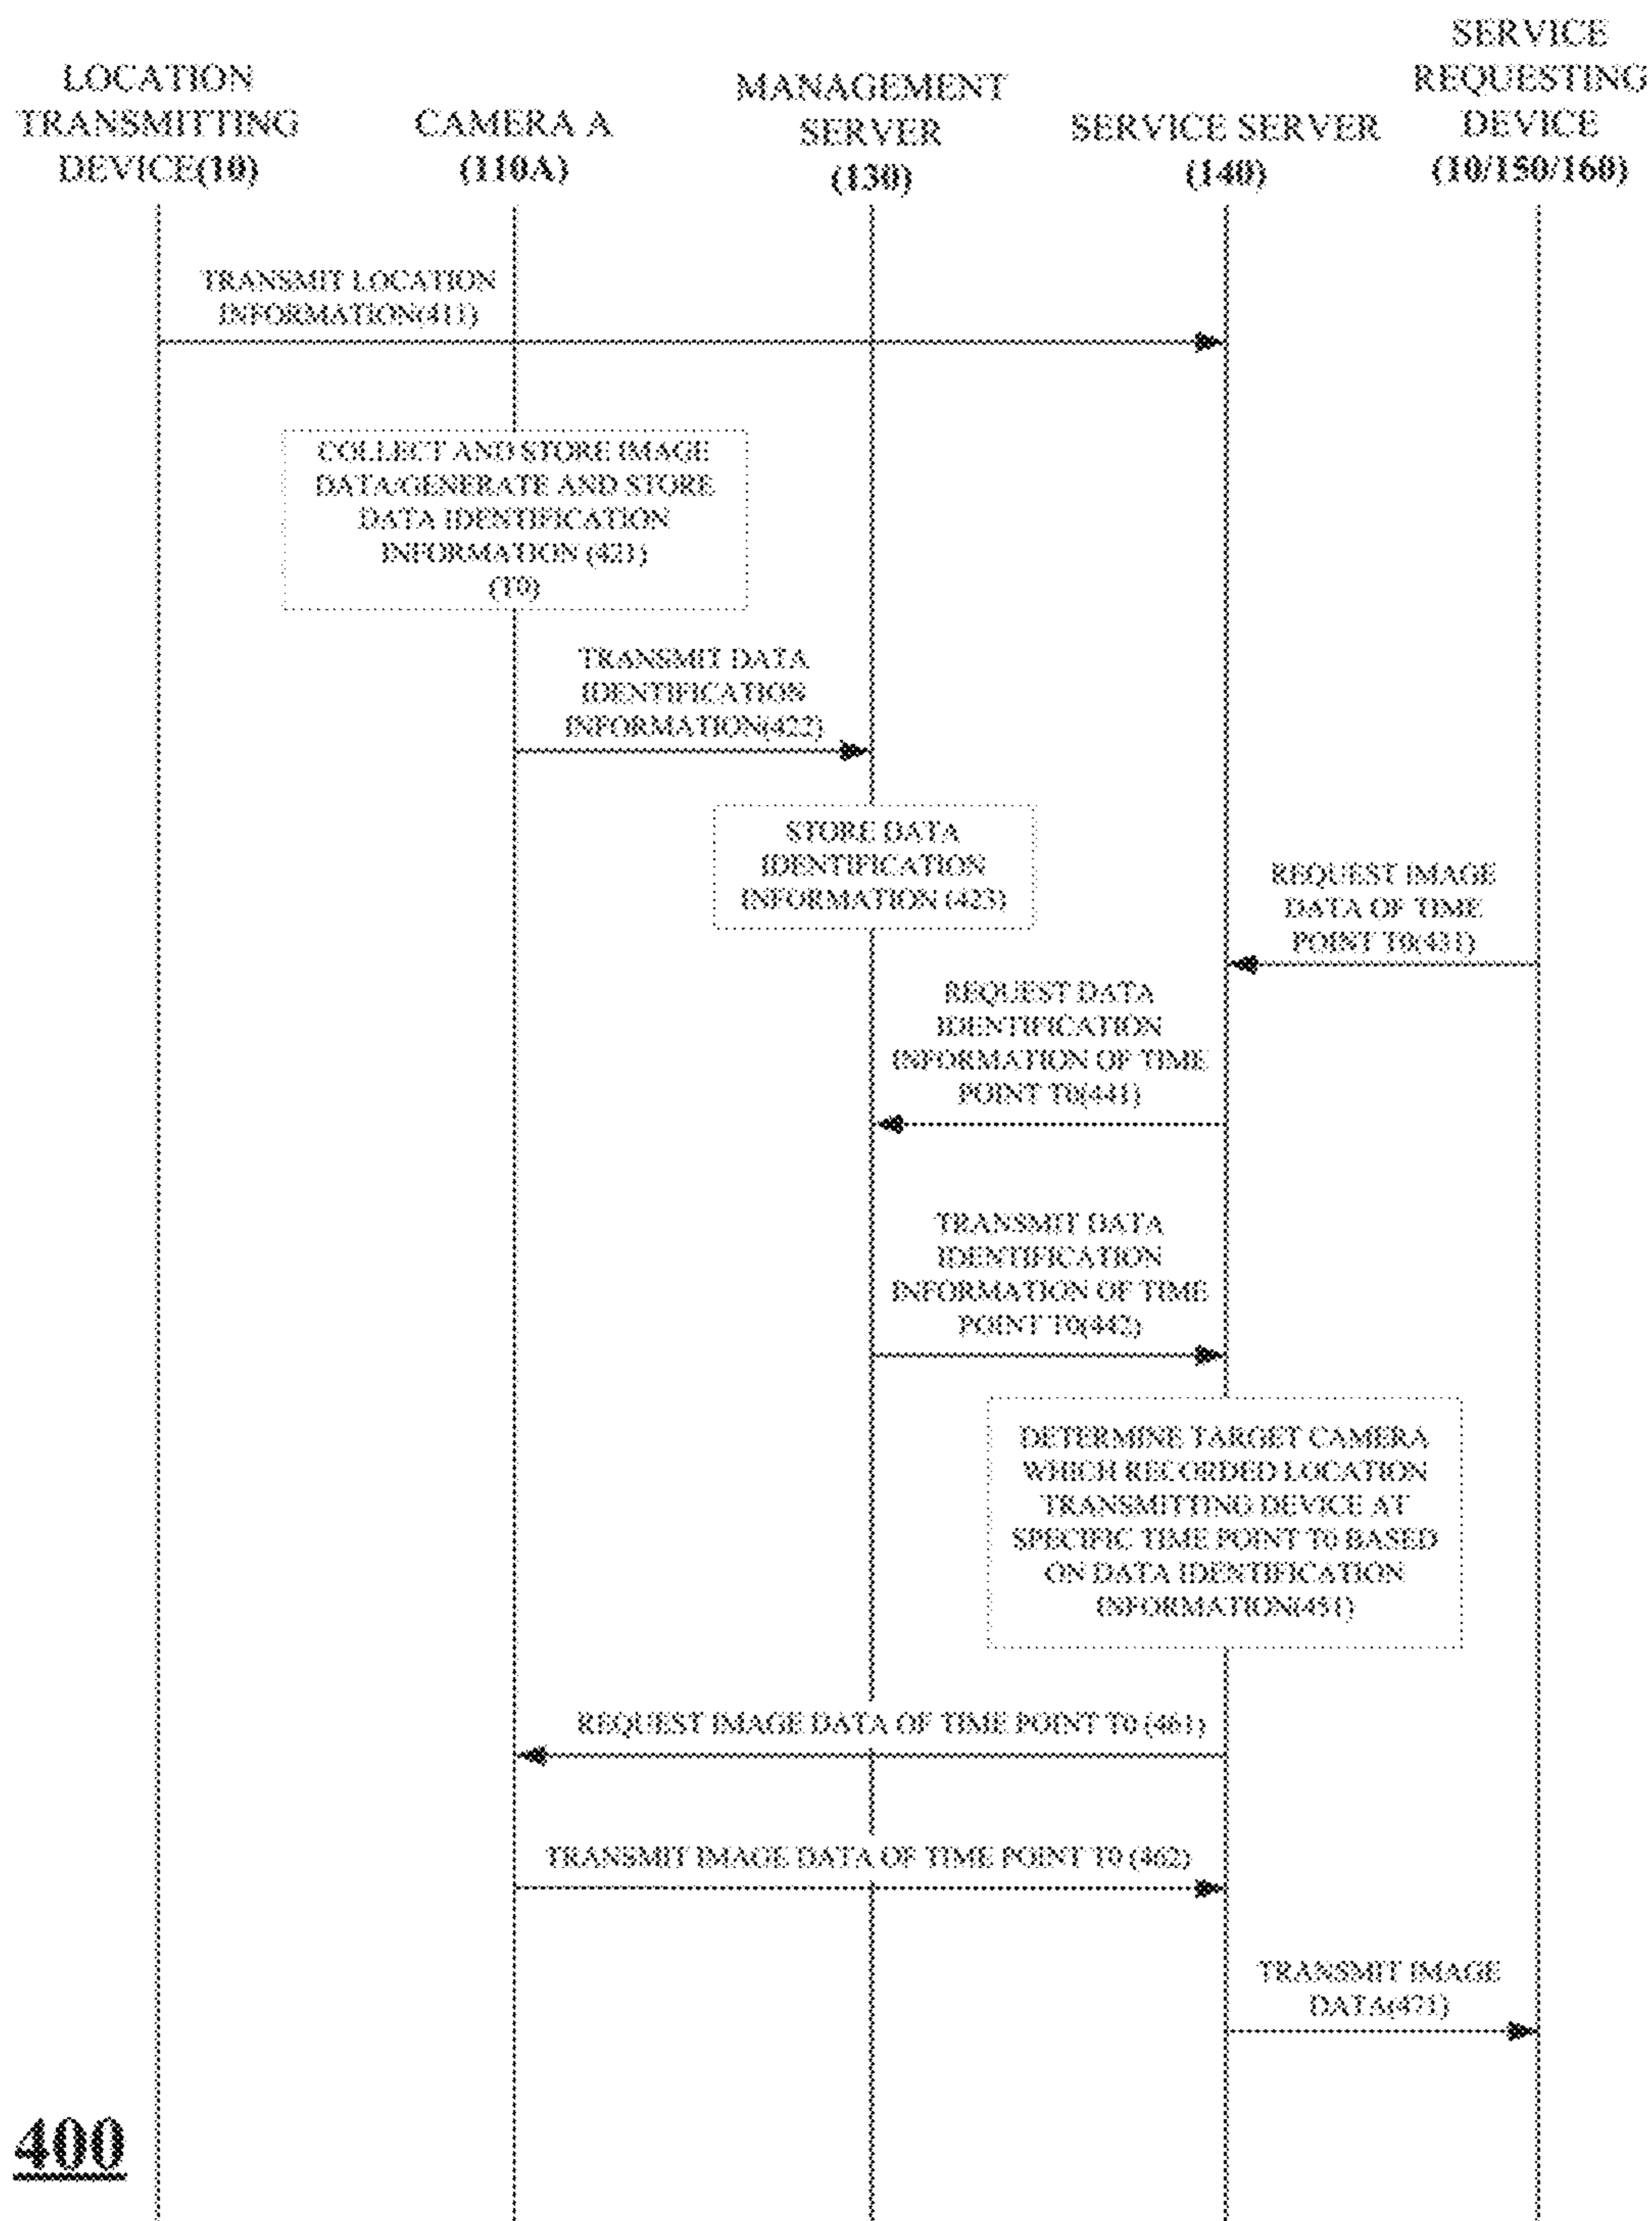 LOCATION
TRANSMITTING
DEVICE(10)
CAMERA A
(110A)
MANAGEMENT
SERVER
(130)
SERVICE SERVER
(140)
SERVICE
REQUESTING
DEVICE
(10/150/160)
TRANSMIT LOCATION
INFORMATION(411)
COLLECT AND STORE IMAGE
DATA/GENERATE AND STORE
DATA IDENTIFICATION
INFORMATION (421)
(T0)
TRANSMIT DATA
IDENTIFICATION
INFORMATION(422)
STORE DATA
IDENTIFICATION
INFORMATION (423)
REQUEST IMAGE
DATA OF TIME
POINT T0(431)
REQUEST DATA
IDENTIFICATION
INFORMATION OF TIME
POINT T0(441)
TRANSMIT DATA
IDENTIFICATION
INFORMATION OF TIME
POINT T0(442)
DETERMINE TARGET CAMERA
WHICH RECORDED LOCATION
TRANSMITTING DEVICE AT
SPECIFIC TIME POINT T0 BASED
ON DATA IDENTIFICATION
INFORMATION(451)
REQUEST IMAGE DATA OF TIME POINT T0 (461)
TRANSMIT IMAGE DATA OF TIME POINT T0 (462)
TRANSMIT IMAGE
DATA(471)
400